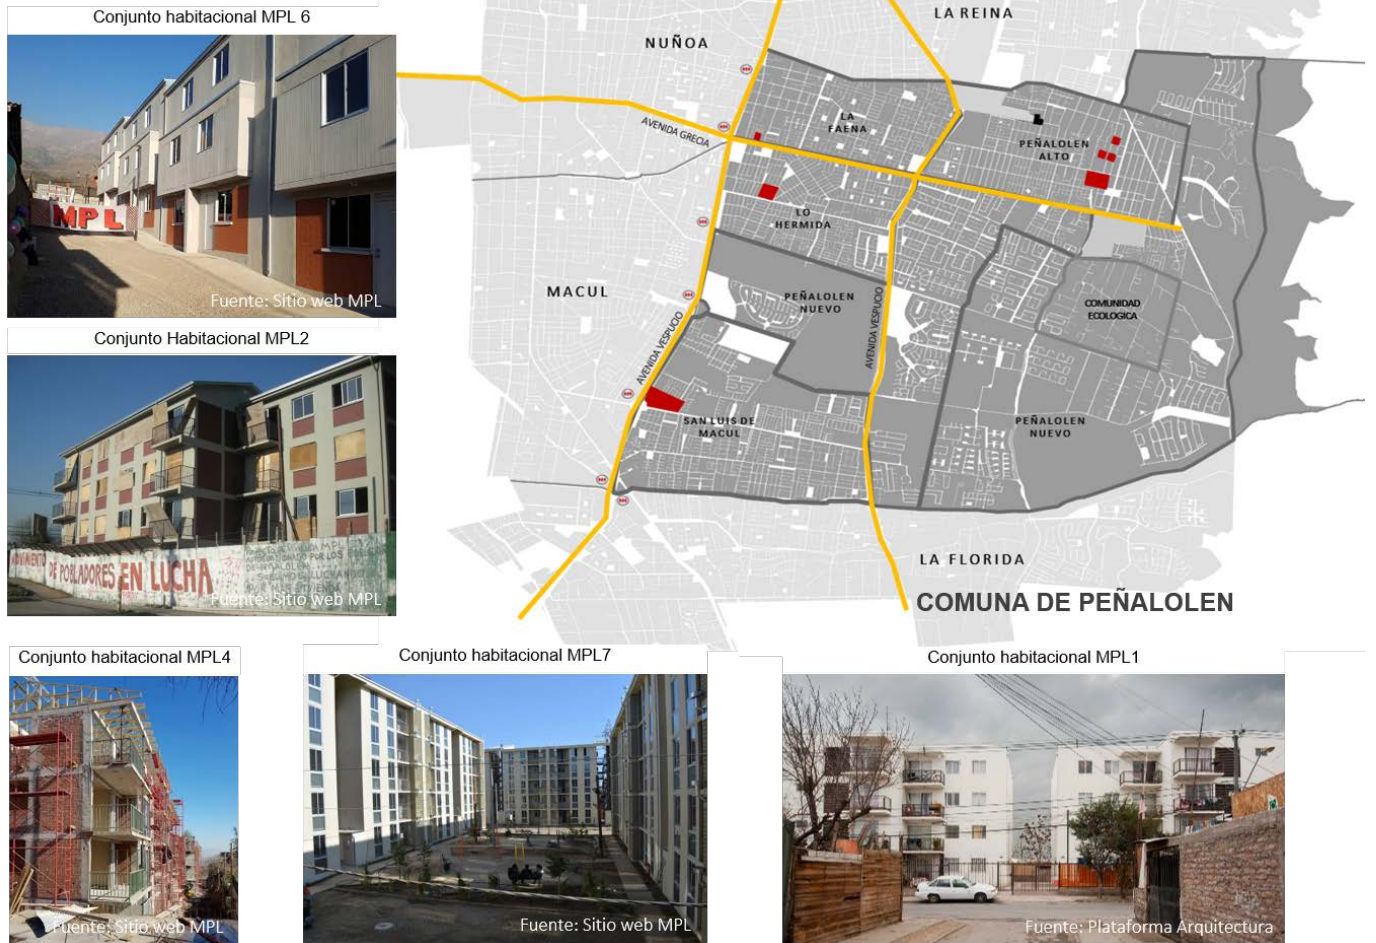 Conjunto habitacional MPL 6
MPL
Fuente: Sitio web MPL
Conjunto Habitacional MPL2
DE POBLADORES EN LUCHA
Fuente: Sitio web MPL
LA REINA
NUÑOA
AVENIDA GRECIA
LA
FAENA
PEÑALOLEN
ALTO
LO
HERMIDA
MACUL
PEÑALOLEN
NUEVO
COMUNIDAD
ECOLOGICA
AVENIDA VESPUCIO
AVENIDA VESPUCIO
SAN LUIS DE
MACUL
PEÑALOLEN
NUEVO
LA FLORIDA
COMUNA DE PEÑALOLEN
Conjunto habitacional MPL4
Fuente: Sitio web MPL
Conjunto habitacional MPL7
Fuente: Sitio web MPL
Conjunto habitacional MPL1
Fuente: Plataforma Arquitectura